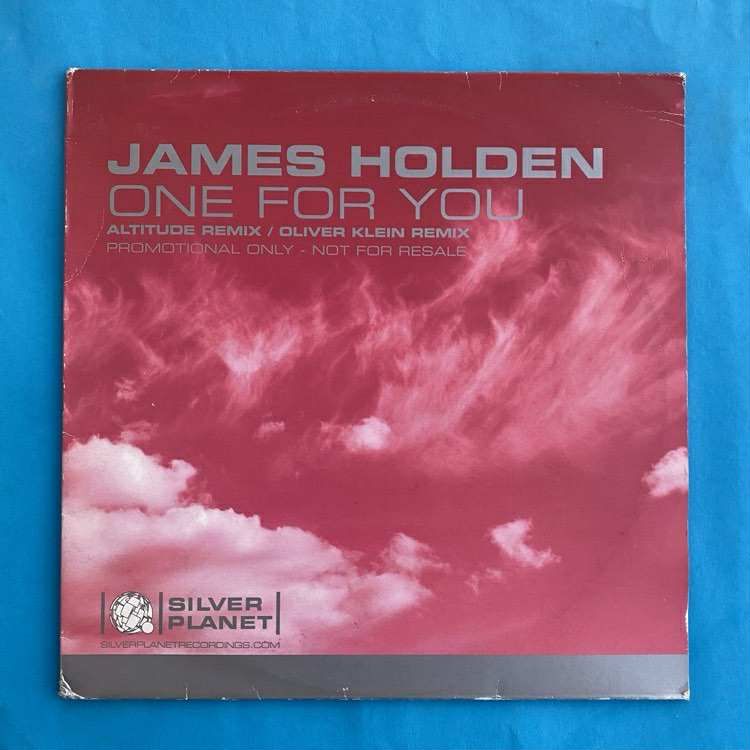 JAMES HOLDEN
ONE FOR YOU
ALTITUDE REMIX / OLIVER KLEIN REMIX
PROMOTIONAL ONLY - NOT FOR RESALE
SILVER
PLANET
SILVERPLANETRECORDINGS.COM